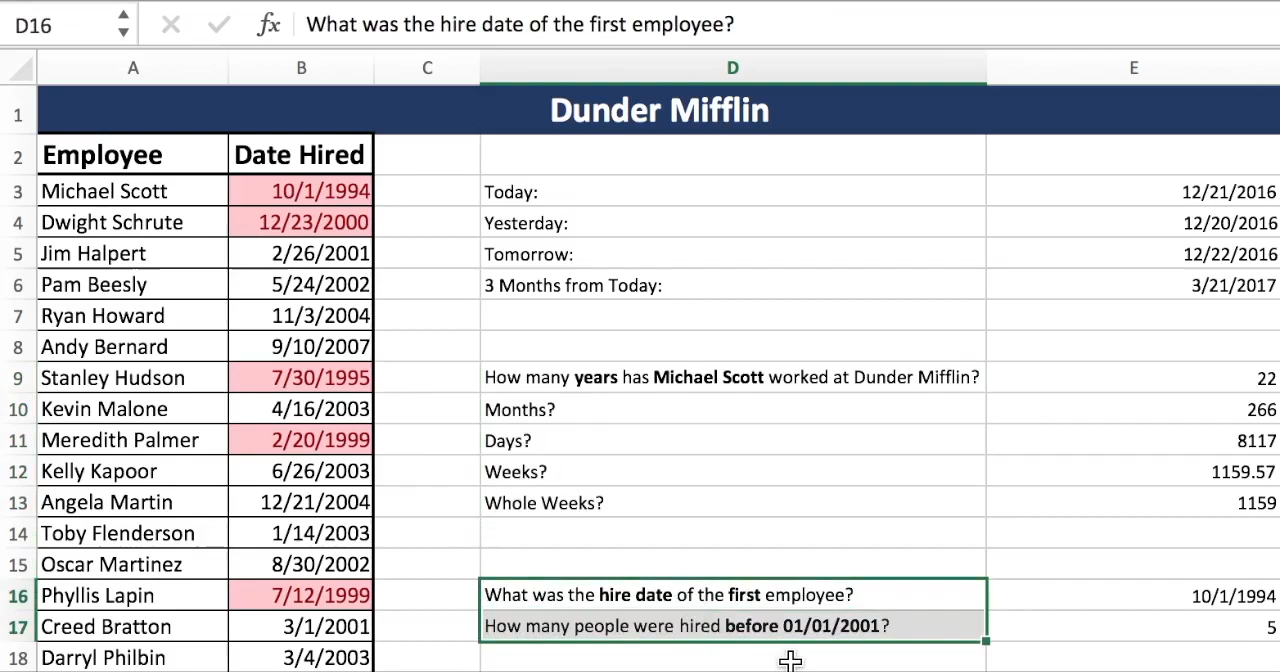 D16 fx What was the hire date of the first employee?
A B C D E
1 Dunder Mifflin
2 Employee Date Hired
3 Michael Scott 10/1/1994 Today: 12/21/2016
4 Dwight Schrute 12/23/2000 Yesterday: 12/20/2016
5 Jim Halpert 2/26/2001 Tomorrow: 12/22/2016
6 Pam Beesly 5/24/2002 3 Months from Today: 3/21/2017
7 Ryan Howard 11/3/2004
8 Andy Bernard 9/10/2007
9 Stanley Hudson 7/30/1995 How many years has Michael Scott worked at Dunder Mifflin? 22
10 Kevin Malone 4/16/2003 Months? 266
11 Meredith Palmer 2/20/1999 Days? 8117
12 Kelly Kapoor 6/26/2003 Weeks? 1159.57
13 Angela Martin 12/21/2004 Whole Weeks? 1159
14 Toby Flenderson 1/14/2003
15 Oscar Martinez 8/30/2002
16 Phyllis Lapin 7/12/1999 What was the hire date of the first employee? 10/1/1994
17 Creed Bratton 3/1/2001 How many people were hired before 01/01/2001? 5
18 Darryl Philbin 3/4/2003